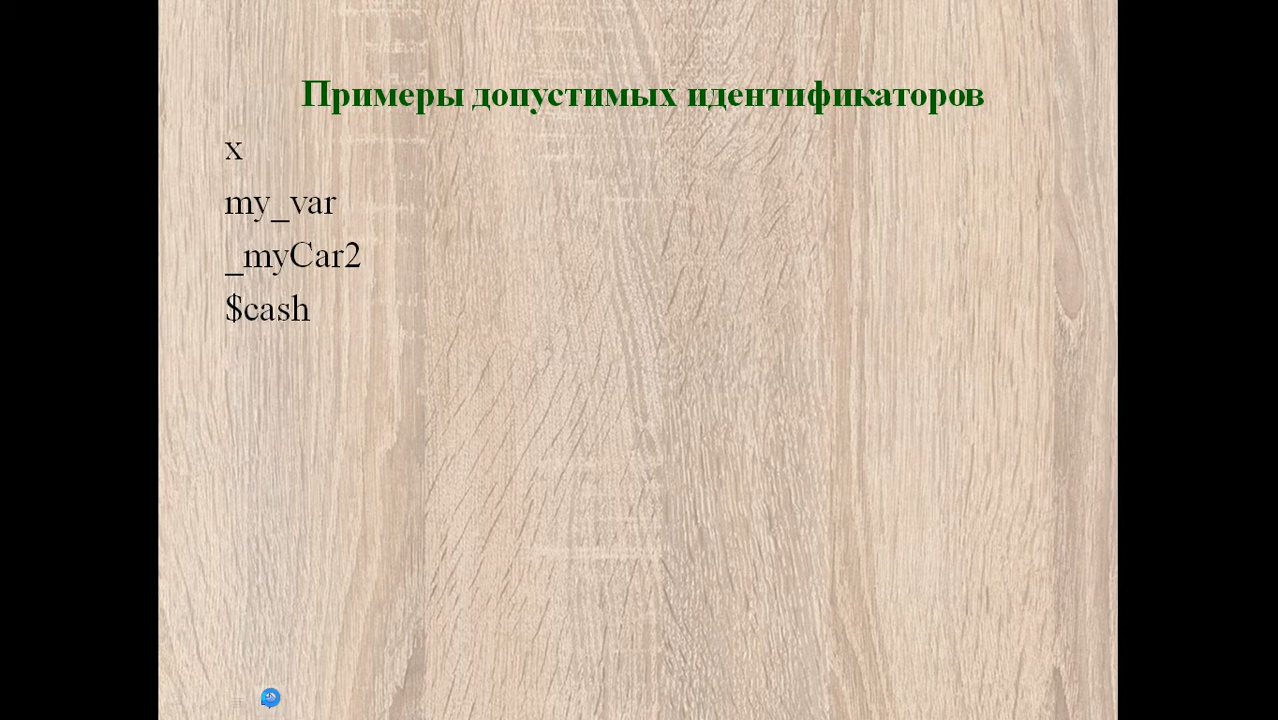 Примеры допустимых идентификаторов
x
my_var
_myCar2
$cash